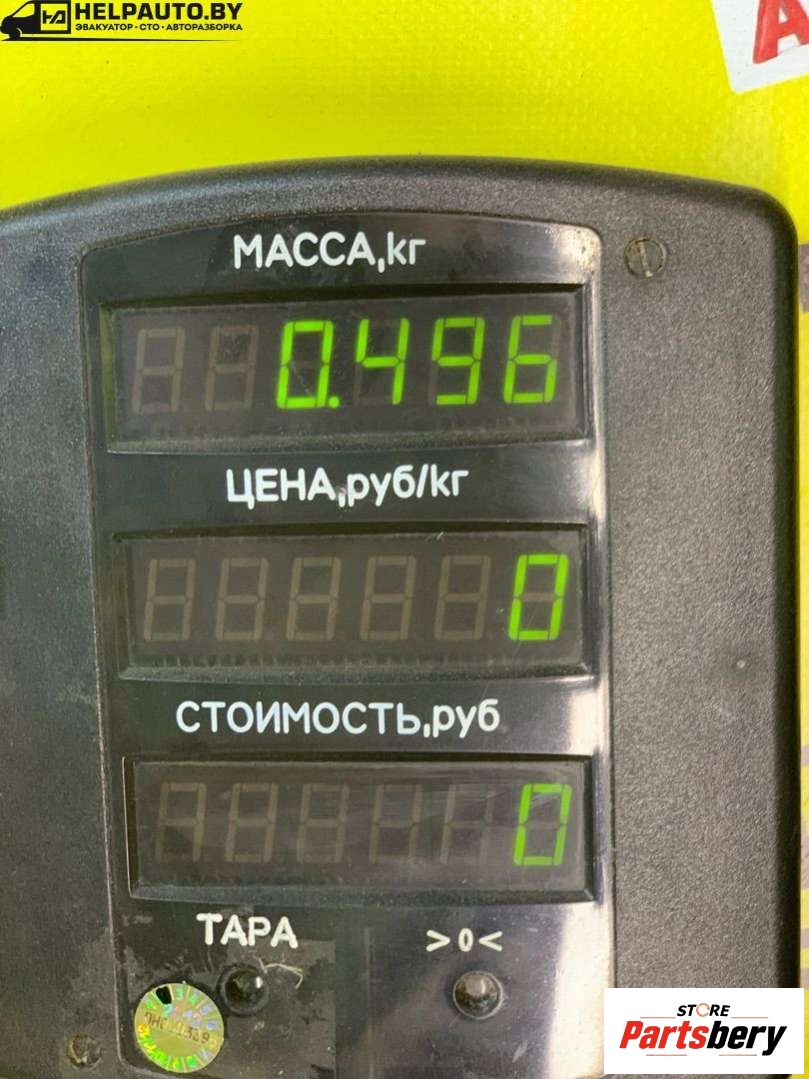 HELPAUTO.BY
ЭВАКУАТОР · СТО · АВТОРАЗБОРКА
МАССА,кг
0.496
ЦЕНА,руб/кг
0
СТОИМОСТЬ,руб
0
ТАРА
>0<
STORE
Partsbery